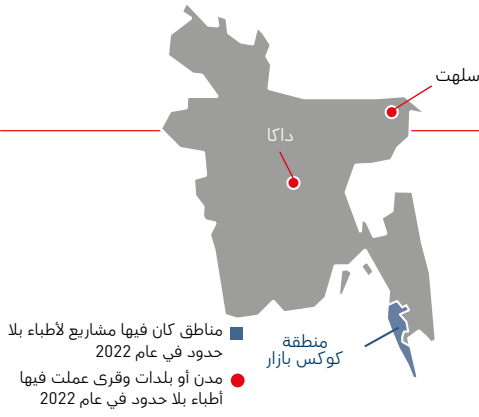 سلهت
داكا
منطقة
كوكس بازار
مناطق كان فيها مشاريع لأطباء بلا
حدود في عام 2022
مدن أو بلدات وقرى عملت فيها
أطباء بلا حدود في عام 2022